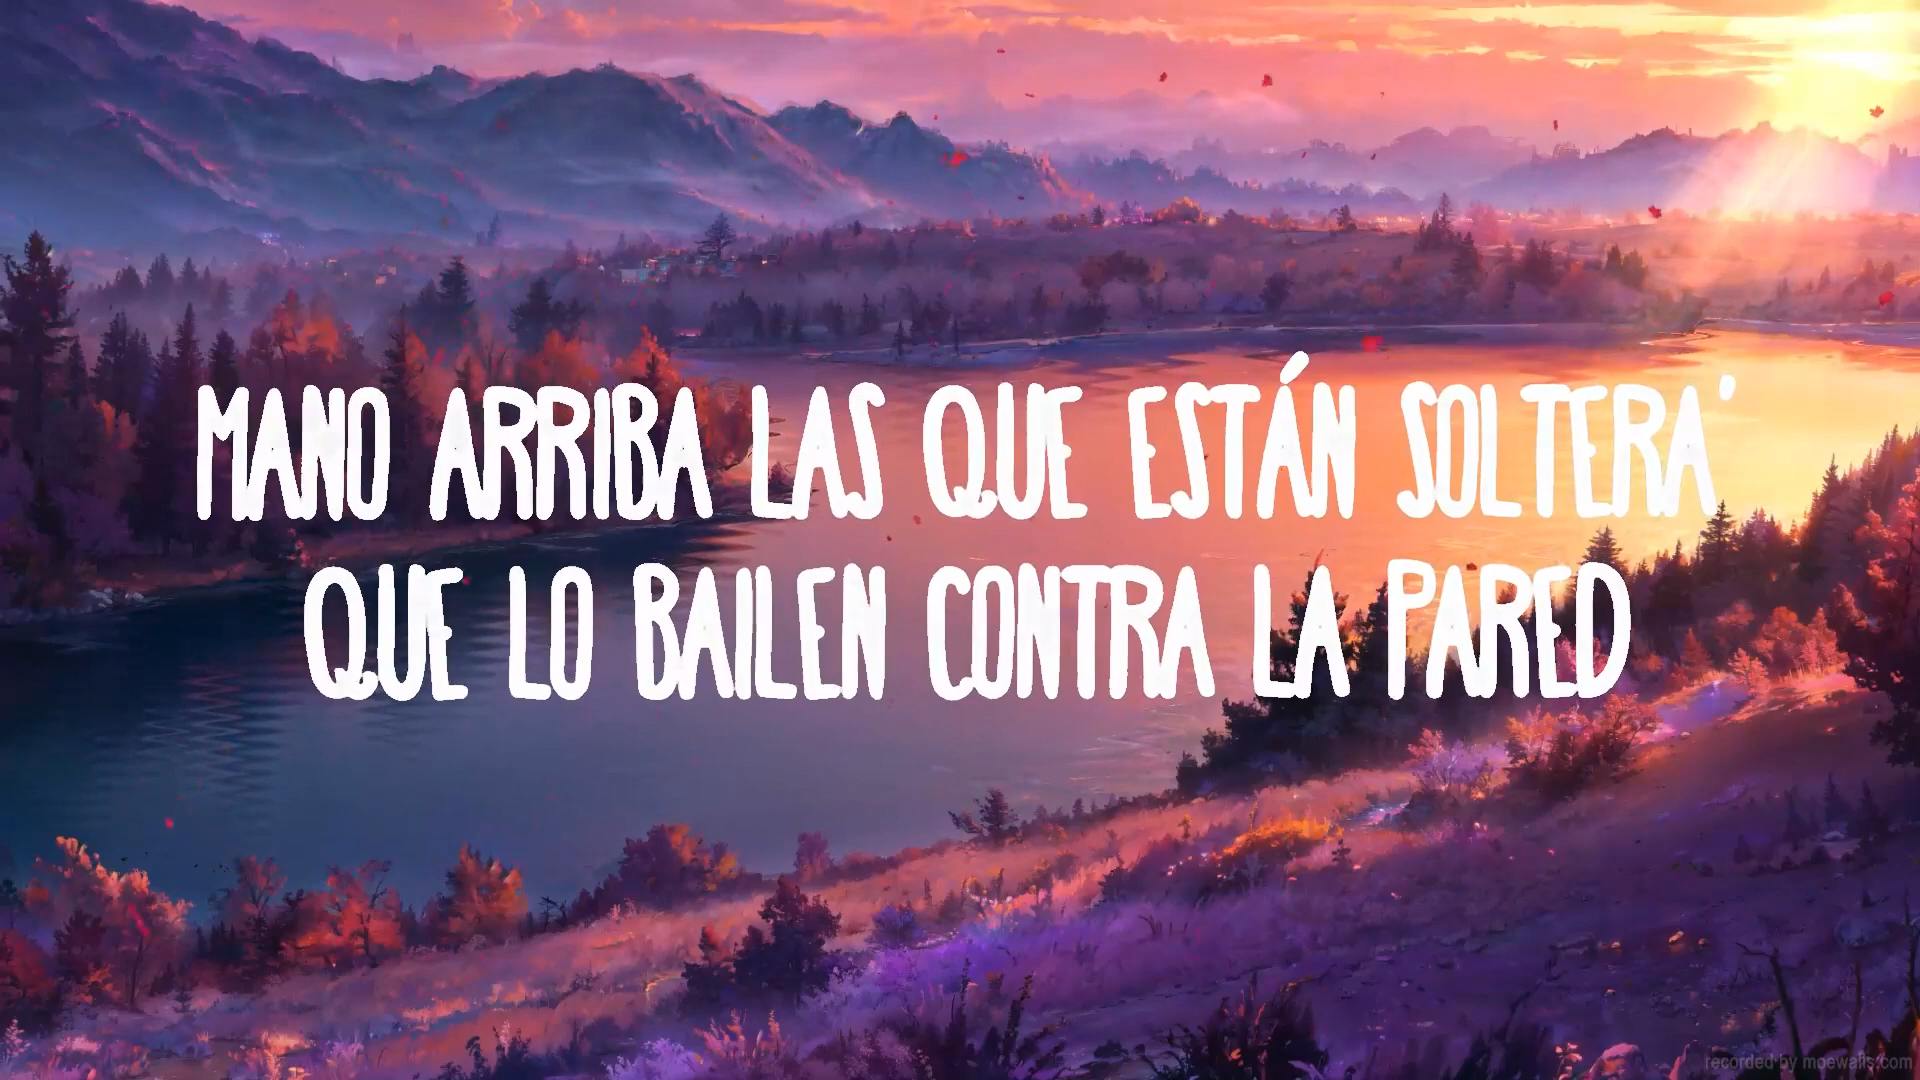 MANO ARRIBA LAS QUE ESTÁN SOLTERA'
QUE LO BAILEN CONTRA LA PARED
recorded by moewalls.com